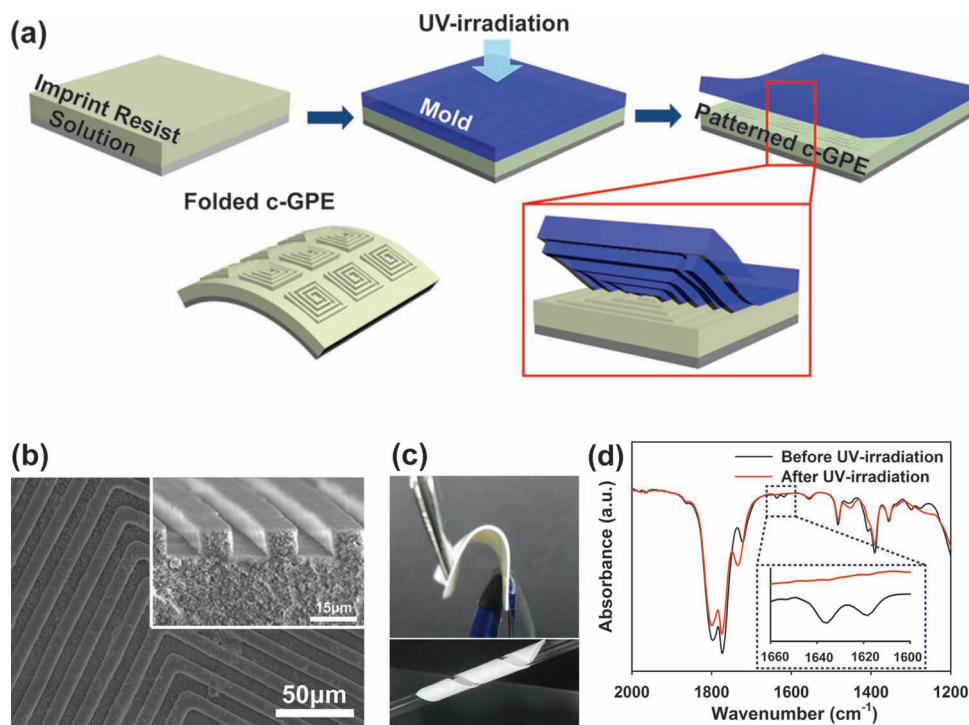 (a)
UV-irradiation
Imprint Resist
Solution
Mold
Patterned c-GPE
Folded c-GPE
(b)
15μm
50μm
(c)
(d)
Before UV-irradiation
After UV-irradiation
Absorbance (a.u.)
1660 1640 1620 1600
2000 1800 1600 1400 1200
Wavenumber (cm⁻¹)